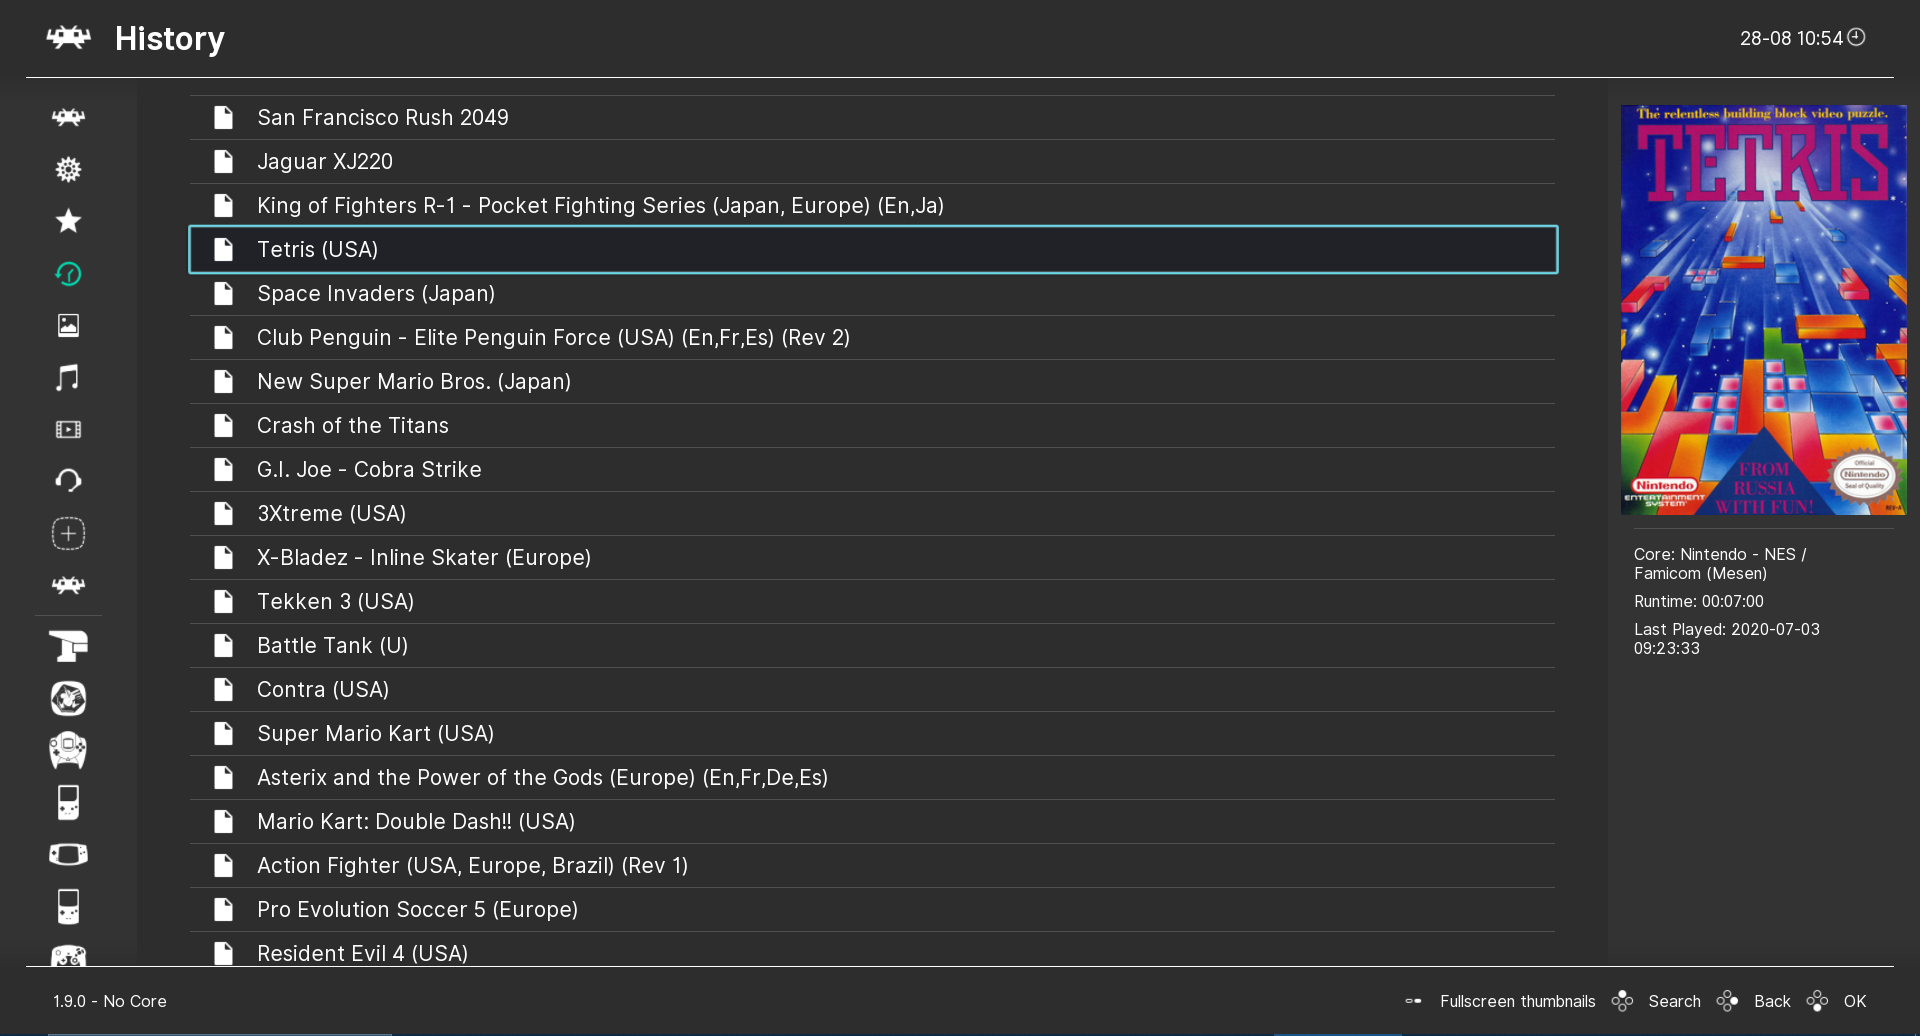 History
28-08 10:54
San Francisco Rush 2049
Jaguar XJ220
King of Fighters R-1 - Pocket Fighting Series (Japan, Europe) (En,Ja)
Tetris (USA)
Space Invaders (Japan)
Club Penguin - Elite Penguin Force (USA) (En,Fr,Es) (Rev 2)
New Super Mario Bros. (Japan)
Crash of the Titans
G.I. Joe - Cobra Strike
3Xtreme (USA)
X-Bladez - Inline Skater (Europe)
Tekken 3 (USA)
Battle Tank (U)
Contra (USA)
Super Mario Kart (USA)
Asterix and the Power of the Gods (Europe) (En,Fr,De,Es)
Mario Kart: Double Dash!! (USA)
Action Fighter (USA, Europe, Brazil) (Rev 1)
Pro Evolution Soccer 5 (Europe)
Resident Evil 4 (USA)
The relentless building block video puzzle.
TETRIS
FROM
RUSSIA
WITH FUN!
Nintendo
ENTERTAINMENT
SYSTEM
Official
Nintendo
Seal of Quality
REV-A
Core: Nintendo - NES /
Famicom (Mesen)
Runtime: 00:07:00
Last Played: 2020-07-03
09:23:33
1.9.0 - No Core
Fullscreen thumbnails
Search
Back
OK